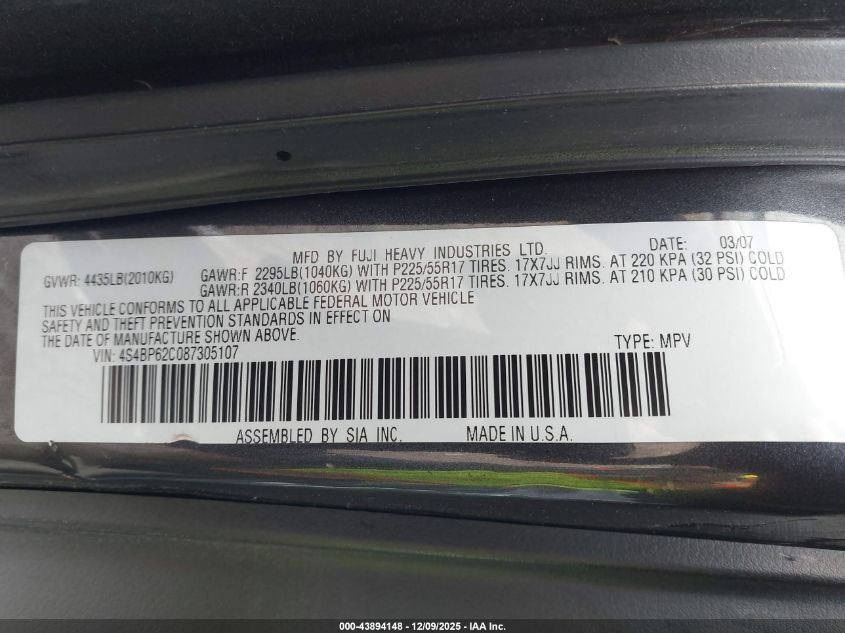 MFD BY FUJI HEAVY INDUSTRIES LTD. DATE: 03/07
GVWR: 4435LB(2010KG) GAWR:F 2295LB(1040KG) WITH P225/55R17 TIRES. 17X7JJ RIMS. AT 220 KPA (32 PSI) COLD
GAWR:R 2340LB(1060KG) WITH P225/55R17 TIRES. 17X7JJ RIMS. AT 210 KPA (30 PSI) COLD
THIS VEHICLE CONFORMS TO ALL APPLICABLE FEDERAL MOTOR VEHICLE
SAFETY AND THEFT PREVENTION STANDARDS IN EFFECT ON
THE DATE OF MANUFACTURE SHOWN ABOVE.
VIN: 4S4BP62C087305107 TYPE: MPV
ASSEMBLED BY SIA INC. MADE IN U.S.A.
000-43894148 - 12/09/2025 - IAA Inc.